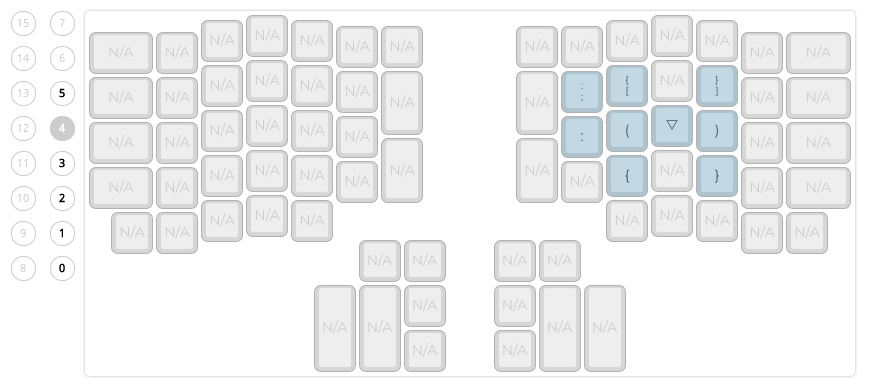 15 7 N/A N/A N/A N/A N/A N/A N/A N/A N/A N/A N/A N/A N/A N/A
14 6
13 5 N/A N/A N/A N/A N/A N/A N/A N/A : { N/A } N/A N/A
; [ ]
12 4 N/A N/A N/A N/A N/A N/A : ( ▽ ) N/A N/A
11 3
10 2 N/A N/A N/A N/A N/A N/A N/A N/A N/A { N/A } N/A N/A
9 1 N/A N/A N/A N/A N/A N/A N/A N/A N/A N/A
8 0 N/A N/A N/A N/A
N/A N/A
N/A N/A N/A N/A
N/A N/A